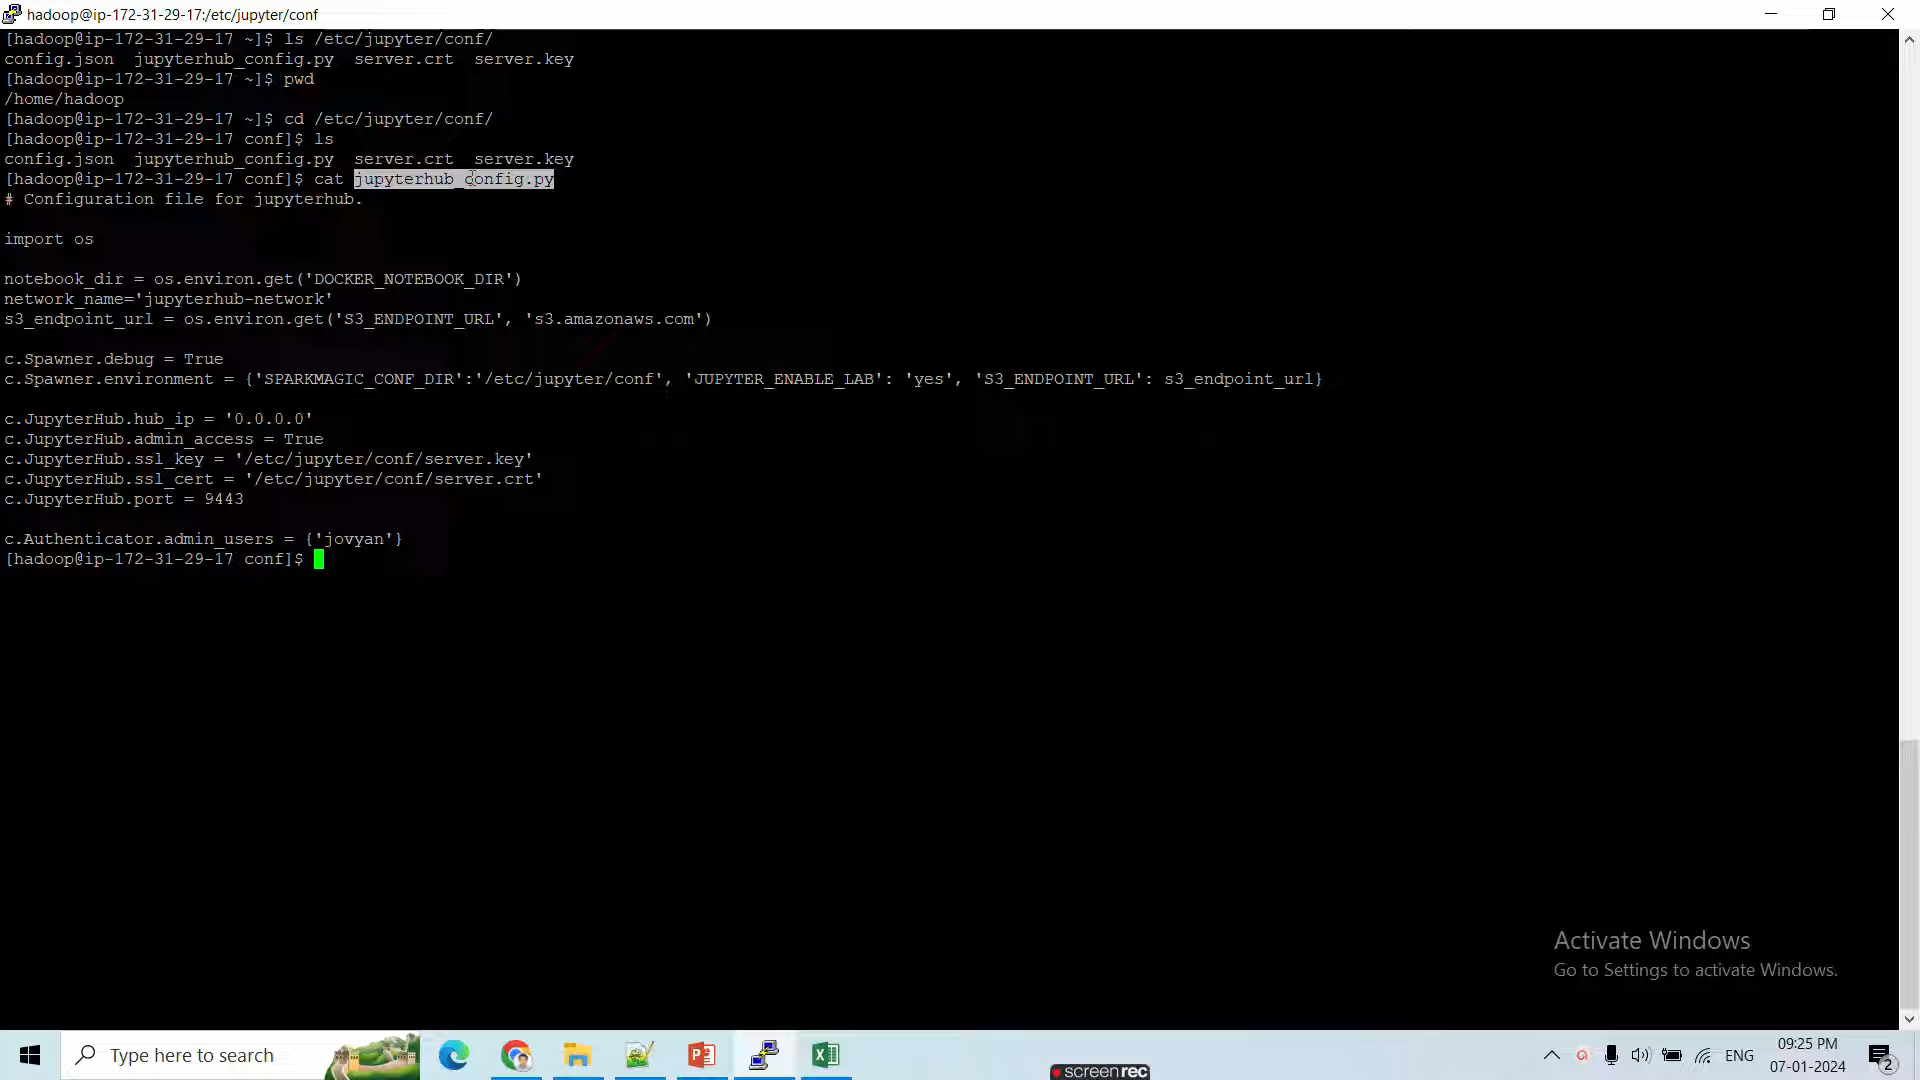 hadoop@ip-172-31-29-17:/etc/jupyter/conf
[hadoop@ip-172-31-29-17 ~]$ ls /etc/jupyter/conf/
config.json  jupyterhub_config.py  server.crt  server.key
[hadoop@ip-172-31-29-17 ~]$ pwd
/home/hadoop
[hadoop@ip-172-31-29-17 ~]$ cd /etc/jupyter/conf/
[hadoop@ip-172-31-29-17 conf]$ ls
config.json  jupyterhub_config.py  server.crt  server.key
[hadoop@ip-172-31-29-17 conf]$ cat jupyterhub_config.py
# Configuration file for jupyterhub.
import os
notebook_dir = os.environ.get('DOCKER_NOTEBOOK_DIR')
network_name='jupyterhub-network'
s3_endpoint_url = os.environ.get('S3_ENDPOINT_URL', 's3.amazonaws.com')
c.Spawner.debug = True
c.Spawner.environment = {'SPARKMAGIC_CONF_DIR':'/etc/jupyter/conf', 'JUPYTER_ENABLE_LAB': 'yes', 'S3_ENDPOINT_URL': s3_endpoint_url}
c.JupyterHub.hub_ip = '0.0.0.0'
c.JupyterHub.admin_access = True
c.JupyterHub.ssl_key = '/etc/jupyter/conf/server.key'
c.JupyterHub.ssl_cert = '/etc/jupyter/conf/server.crt'
c.JupyterHub.port = 9443
c.Authenticator.admin_users = {'jovyan'}
[hadoop@ip-172-31-29-17 conf]$
Activate Windows
Go to Settings to activate Windows.
Type here to search
screenrec
ENG
09:25 PM
07-01-2024
2